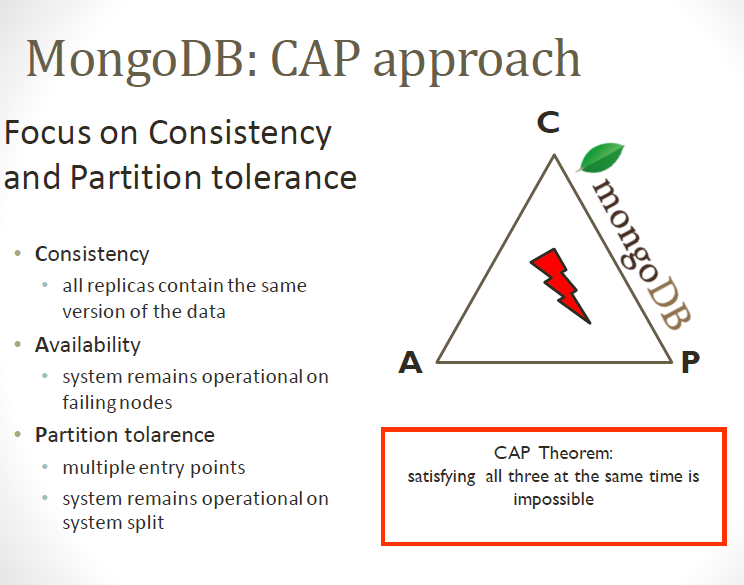 MongoDB: CAP approach
Focus on Consistency
and Partition tolerance
• Consistency
• all replicas contain the same
version of the data
• Availability
• system remains operational on
failing nodes
• Partition tolarence
• multiple entry points
• system remains operational on
system split
C
mongoDB
A
P
CAP Theorem:
satisfying all three at the same time is
impossible